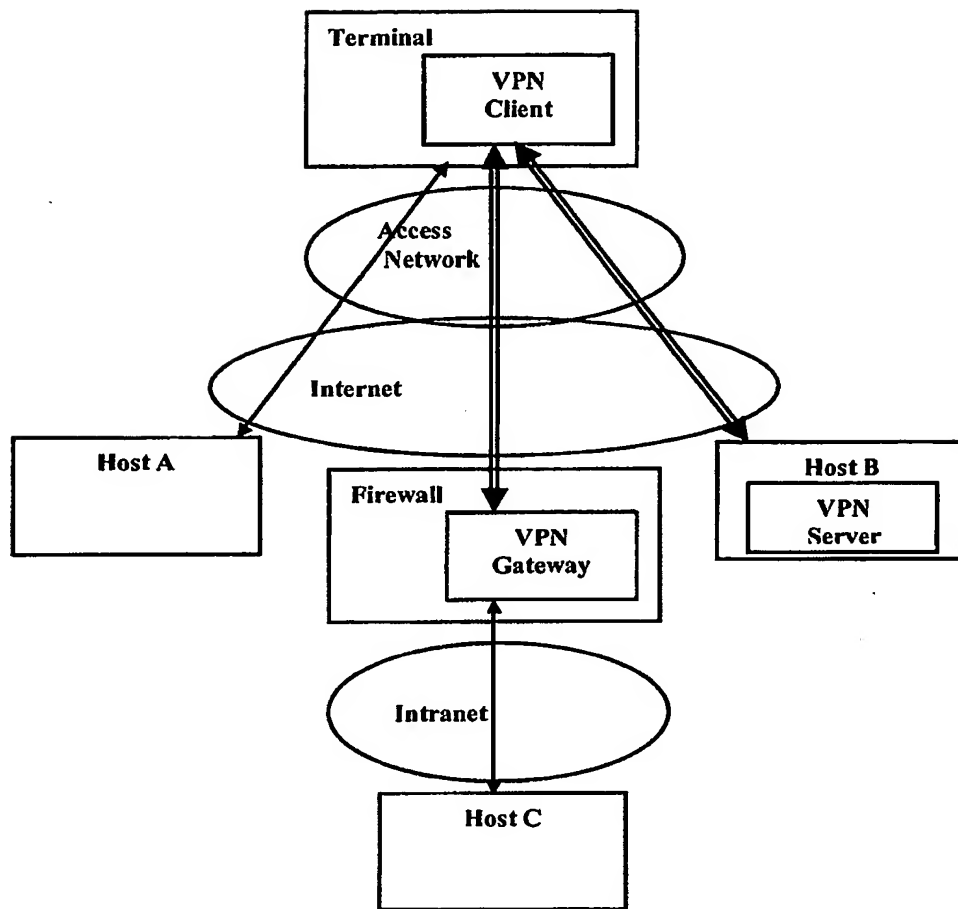 Terminal
VPN
Client
Access
Network
Internet
Host A
Firewall
VPN
Gateway
Host B
VPN
Server
Intranet
Host C